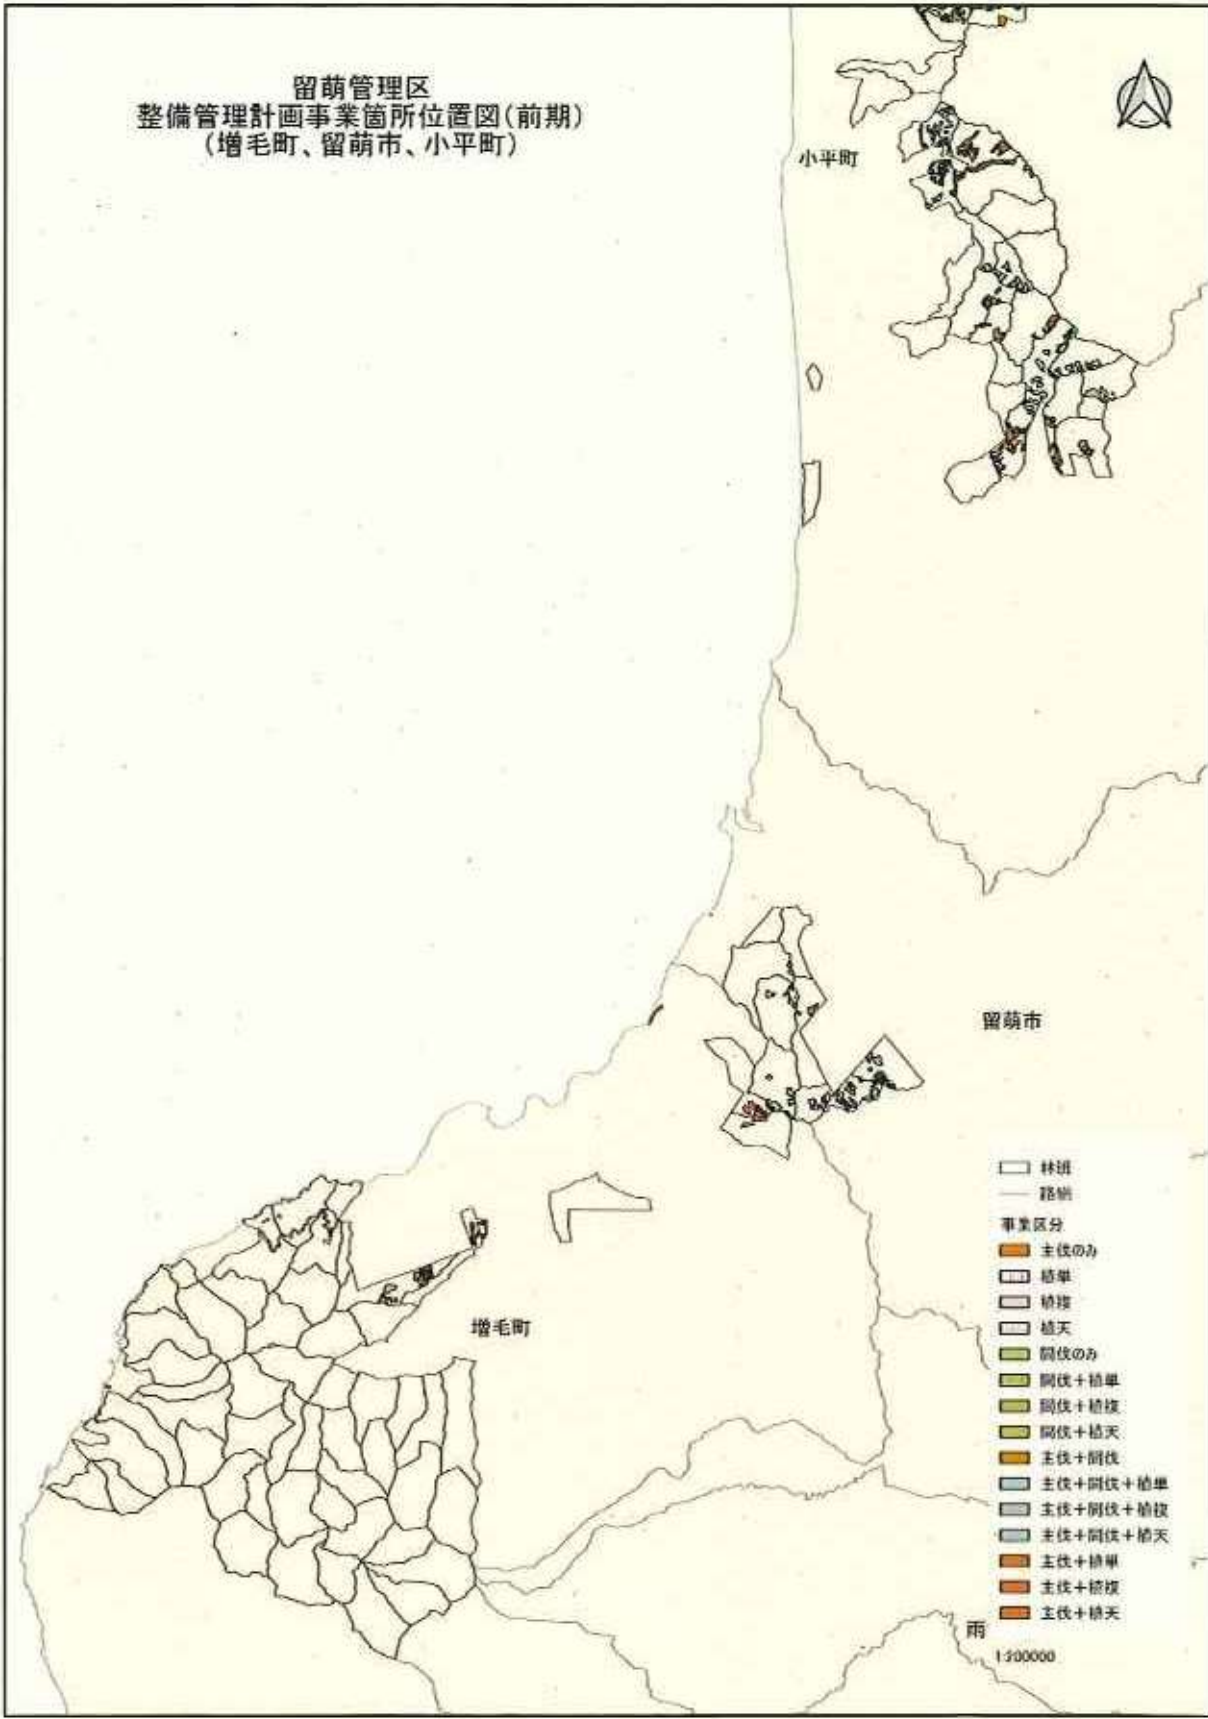 留萌管理区
整備管理計画事業箇所位置図(前期)
(増毛町、留萌市、小平町)
小平町
留萌市
増毛町
雨
林班
路網
事業区分
主伐のみ
植単
植複
植天
間伐のみ
間伐+植単
間伐+植複
間伐+植天
主伐+間伐
主伐+間伐+植単
主伐+間伐+植複
主伐+間伐+植天
主伐+植単
主伐+植複
主伐+植天
1:200000